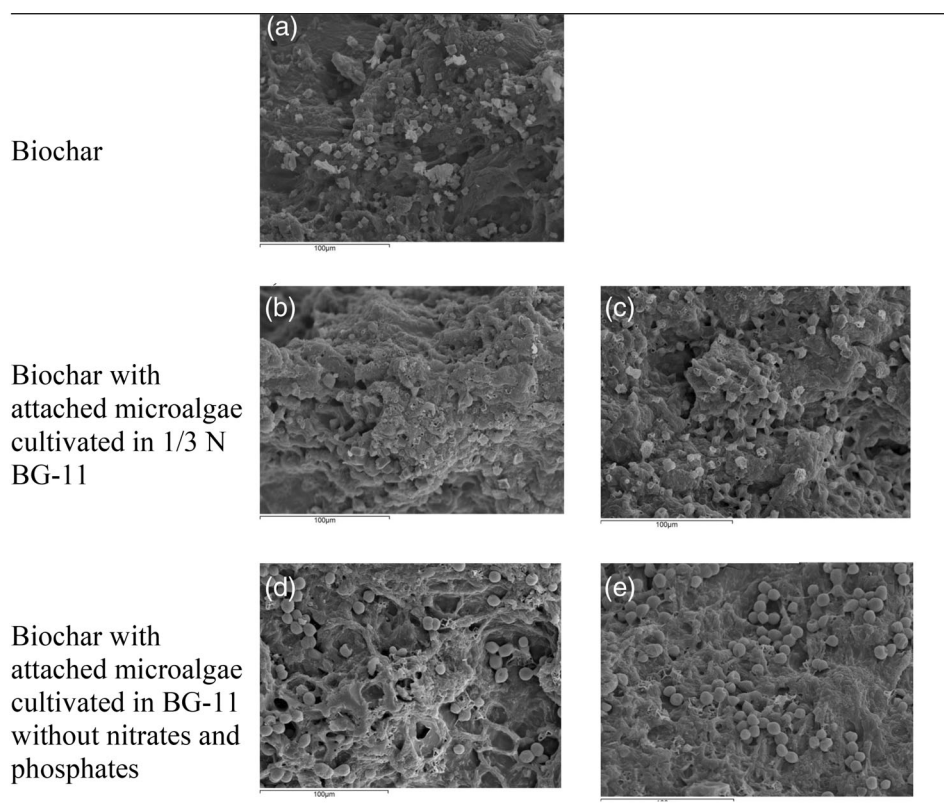 (a)
Biochar
100µm
(b)
(c)
Biochar with
attached microalgae
cultivated in 1/3 N
BG-11
100µm
100µm
(d)
(e)
Biochar with
attached microalgae
cultivated in BG-11
without nitrates and
phosphates
100µm